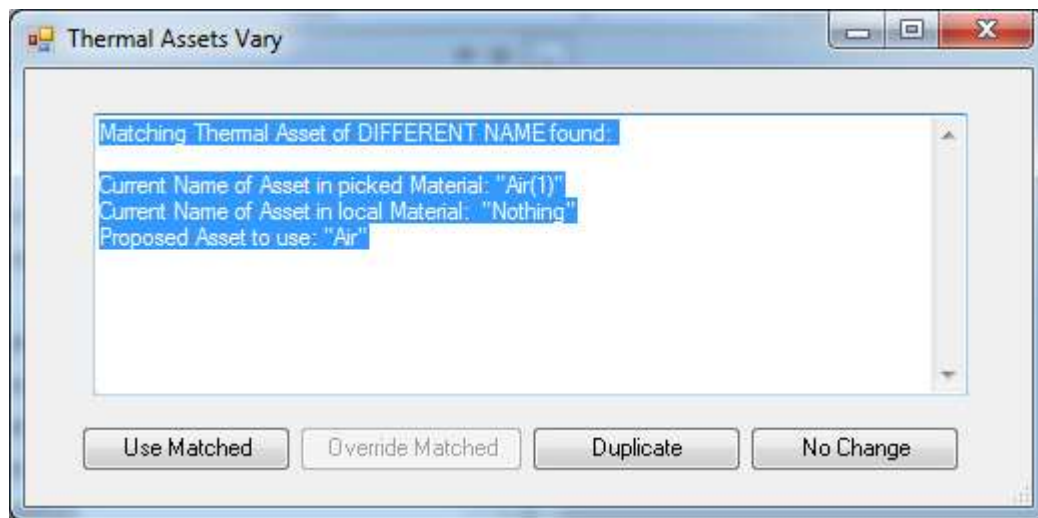 Thermal Assets Vary
Matching Thermal Asset of DIFFERENT NAME found:
Current Name of Asset in picked Material: "Air(1)"
Current Name of Asset in local Material:  "Nothing"
Proposed Asset to use: "Air"
Use Matched
Override Matched
Duplicate
No Change